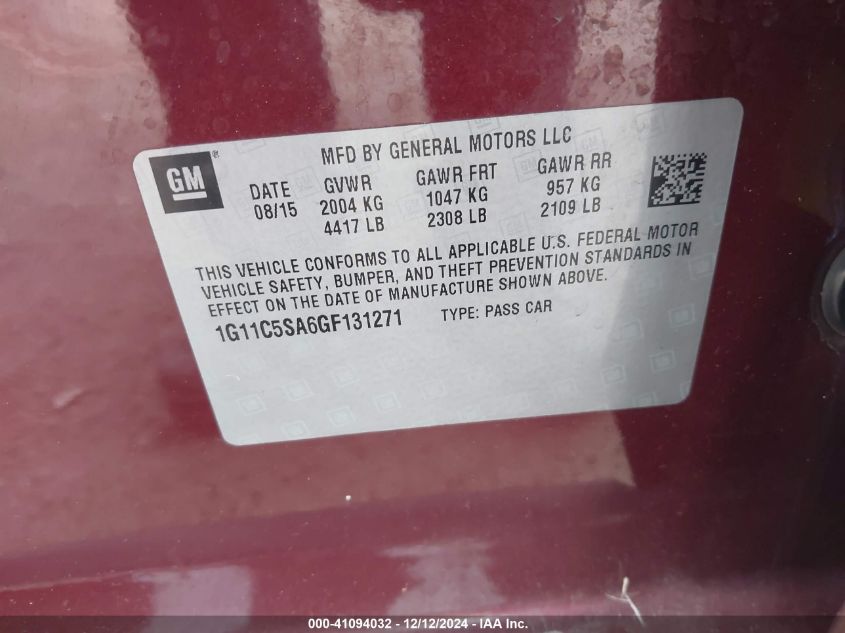 MFD BY GENERAL MOTORS LLC
GM®
DATE GVWR GAWR FRT GAWR RR
08/15 2004 KG 1047 KG 957 KG
4417 LB 2308 LB 2109 LB
THIS VEHICLE CONFORMS TO ALL APPLICABLE U.S. FEDERAL MOTOR
VEHICLE SAFETY, BUMPER, AND THEFT PREVENTION STANDARDS IN
EFFECT ON THE DATE OF MANUFACTURE SHOWN ABOVE.
1G11C5SA6GF131271 TYPE: PASS CAR
000-41094032 - 12/12/2024 - IAA Inc.